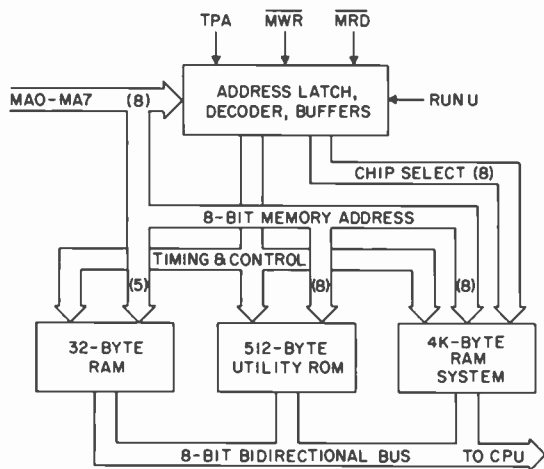 TPA MWR MRD
MA0-MA7 (8)
ADDRESS LATCH,
DECODER, BUFFERS
RUN U
CHIP SELECT (8)
8-BIT MEMORY ADDRESS
TIMING & CONTROL
(5) (8) (8)
32-BYTE
RAM
512-BYTE
UTILITY ROM
4K-BYTE
RAM
SYSTEM
8-BIT BIDIRECTIONAL BUS TO CPU